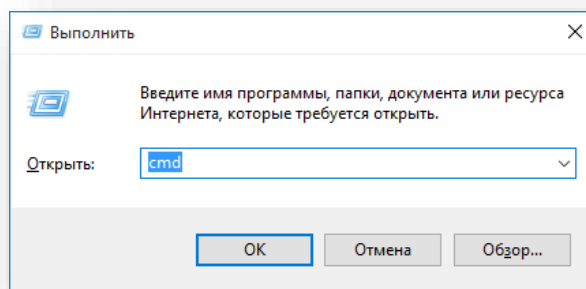 Выполнить
Введите имя программы, папки, документа или ресурса
Интернета, которые требуется открыть.
Открыть: cmd
OK Отмена Обзор...